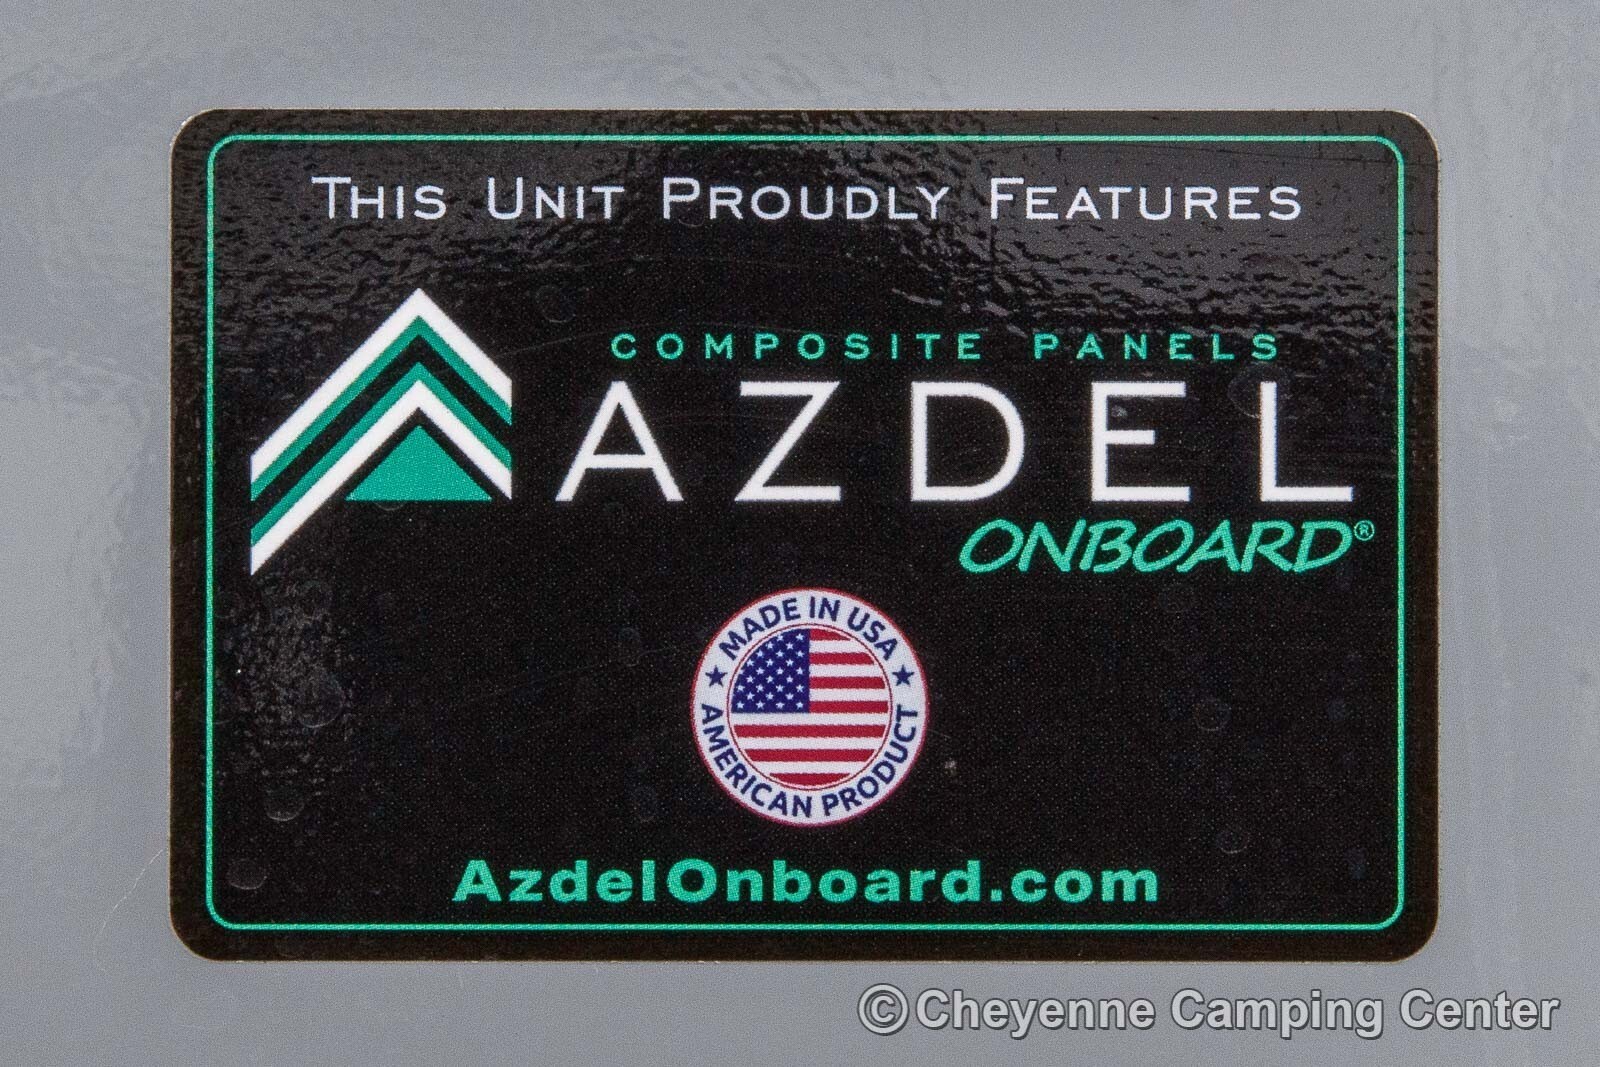 THIS UNIT PROUDLY FEATURES
COMPOSITE PANELS
AZDEL
ONBOARD®
MADE IN USA
AMERICAN PRODUCT
AzdelOnboard.com
©Cheyenne Camping Center